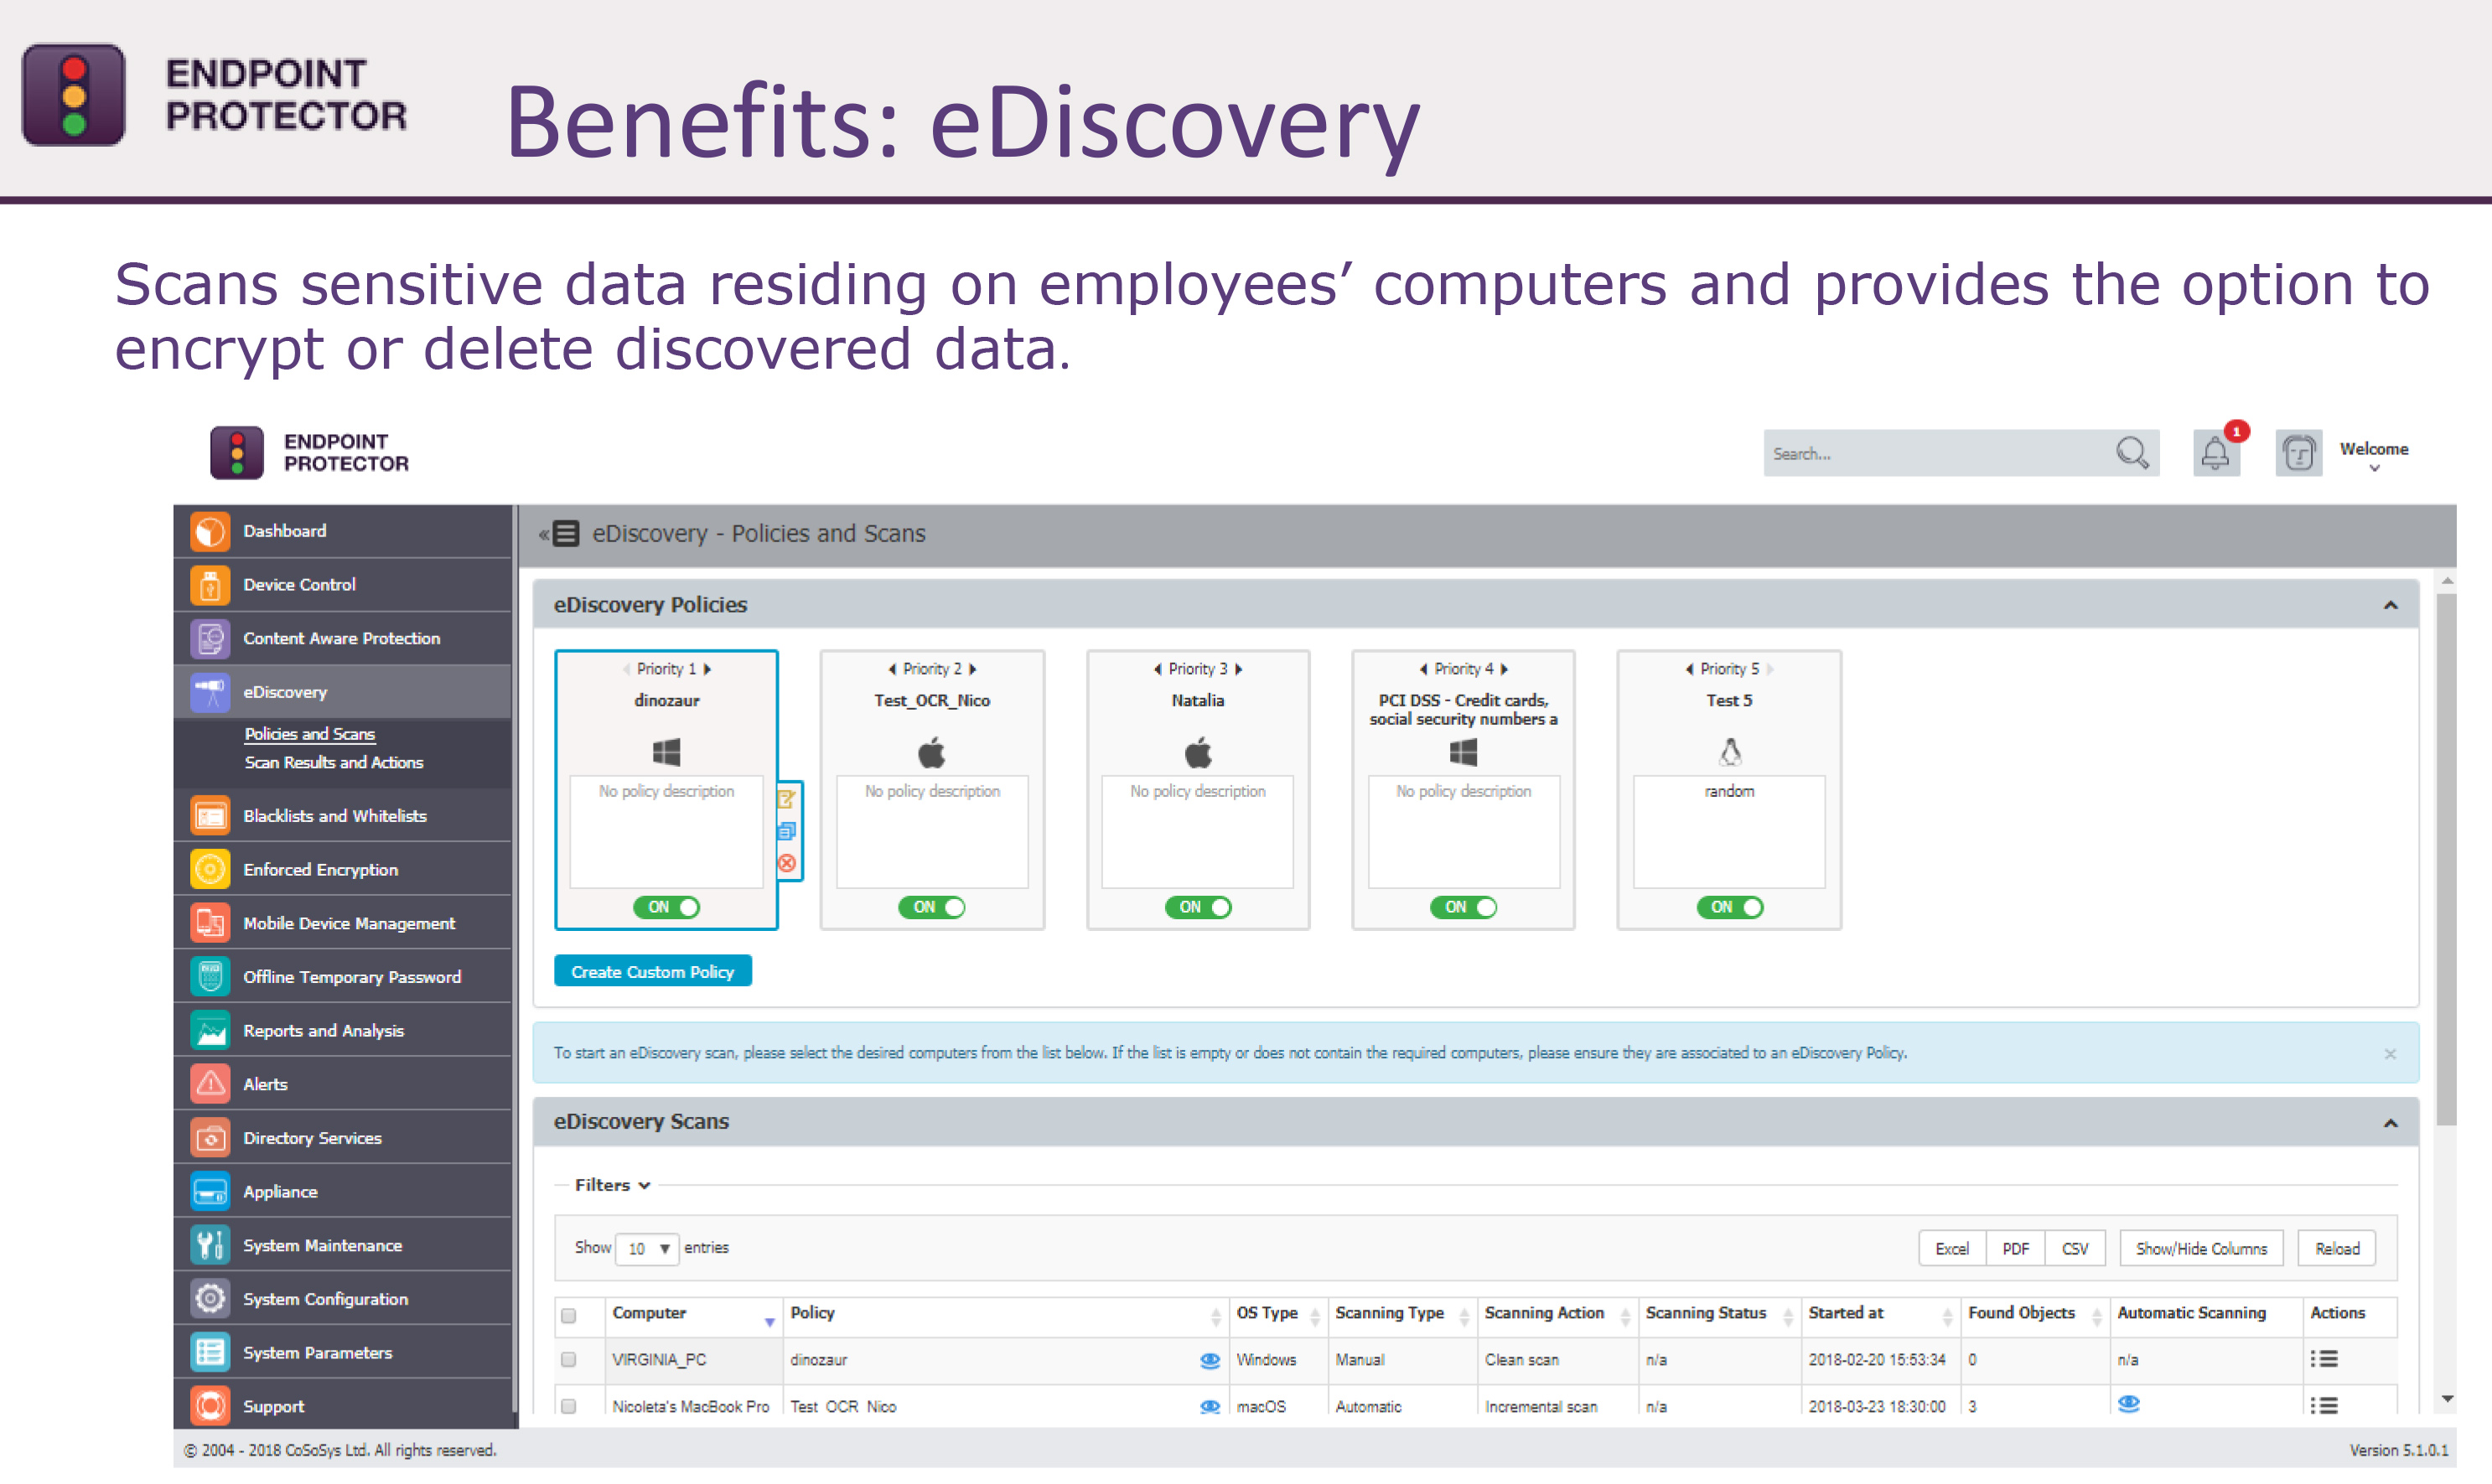 ENDPOINT
PROTECTOR
Benefits: eDiscovery
Scans sensitive data residing on employees’ computers and provides the option to
encrypt or delete discovered data.
ENDPOINT
PROTECTOR
Search...
1
Welcome
Dashboard
Device Control
Content Aware Protection
eDiscovery
Policies and Scans
Scan Results and Actions
Blacklists and Whitelists
Enforced Encryption
Mobile Device Management
Offline Temporary Password
Reports and Analysis
Alerts
Directory Services
Appliance
System Maintenance
System Configuration
System Parameters
Support
« eDiscovery - Policies and Scans
eDiscovery Policies
Priority 1
dinozaur
No policy description
ON
Priority 2
Test_OCR_Nico
No policy description
ON
Priority 3
Natalia
No policy description
ON
Priority 4
PCI DSS - Credit cards,
social security numbers a
No policy description
ON
Priority 5
Test 5
random
ON
Create Custom Policy
To start an eDiscovery scan, please select the desired computers from the list below. If the list is empty or does not contain the required computers, please ensure they are associated to an eDiscovery Policy.
eDiscovery Scans
Filters
Show 10 entries
Excel PDF CSV Show/Hide Columns Reload
Computer Policy OS Type Scanning Type Scanning Action Scanning Status Started at Found Objects Automatic Scanning Actions
VIRGINIA_PC dinozaur Windows Manual Clean scan n/a 2018-02-20 15:53:34 0 n/a
Nicoleta's MacBook Pro Test_OCR_Nico macOS Automatic Incremental scan n/a 2018-03-23 18:30:00 3
© 2004 - 2018 CoSoSys Ltd. All rights reserved.
Version 5.1.0.1